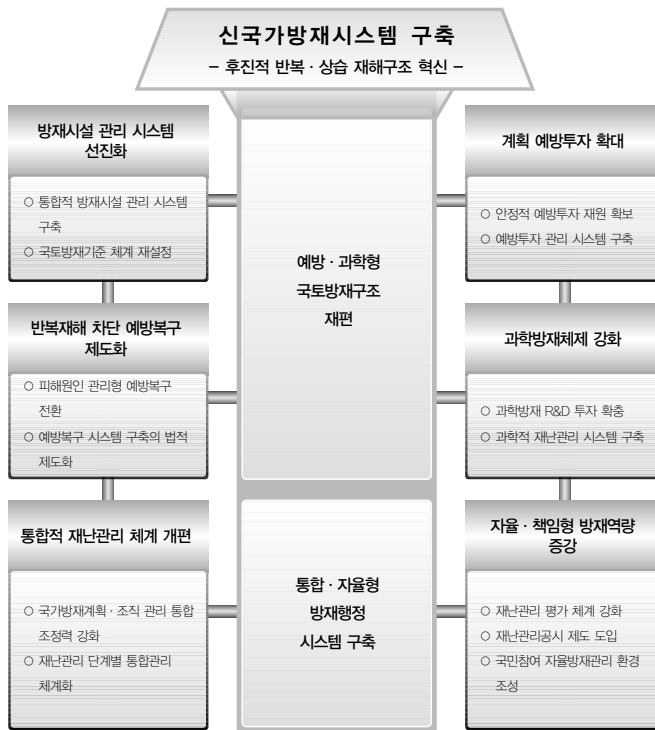 신국가방재시스템 구축
– 후진적 반복 · 상습 재해구조 혁신 –
방재시설 관리 시스템
선진화
○ 통합적 방재시설 관리 시스템
구축
○ 국토방재기준 체계 재설정
반복재해 차단 예방복구
제도화
○ 피해원인 관리형 예방복구
전환
○ 예방복구 시스템 구축의 법적
제도화
통합적 재난관리 체계 개편
○ 국가방재계획 · 조직 관리 통합
조정력 강화
○ 재난관리 단계별 통합관리
체계화
예방 · 과학형
국토방재구조
재편
통합 · 자율형
방재행정
시스템 구축
계획 예방투자 확대
○ 안정적 예방투자 재원 확보
○ 예방투자 관리 시스템 구축
과학방재체제 강화
○ 과학방재 R&D 투자 확충
○ 과학적 재난관리 시스템 구축
자율 · 책임형 방재역량
증강
○ 재난관리 평가 체계 강화
○ 재난관리공시 제도 도입
○ 국민참여 자율방재관리 환경
조성